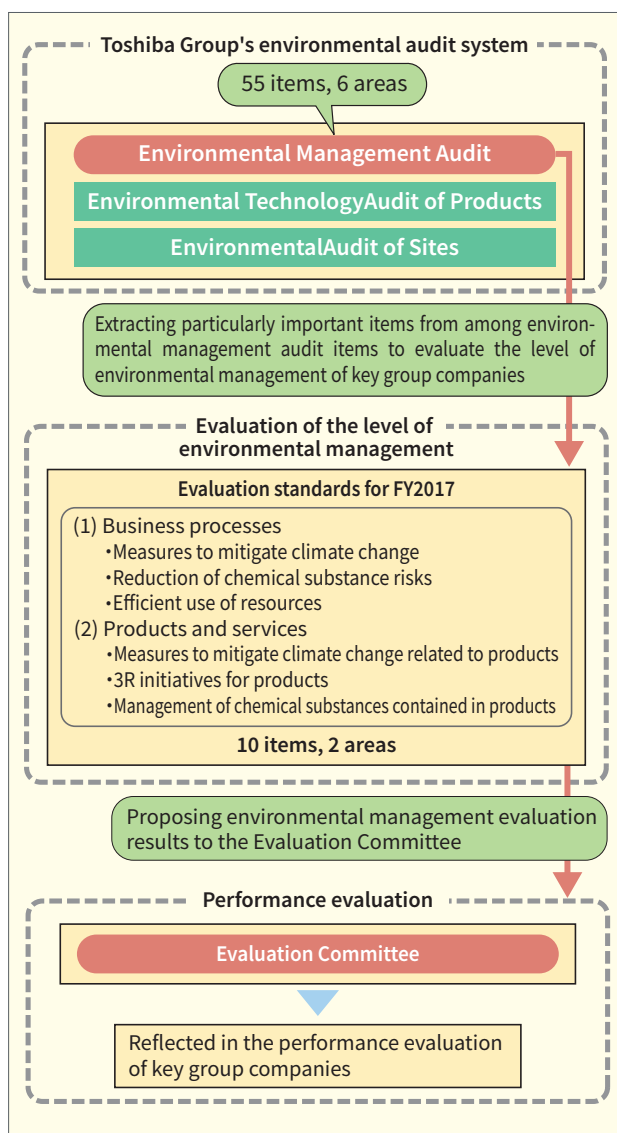 Toshiba Group's environmental audit system
55 items, 6 areas
Environmental Management Audit
Environmental TechnologyAudit of Products
EnvironmentalAudit of Sites
Extracting particularly important items from among environ-
mental management audit items to evaluate the level of
environmental management of key group companies
Evaluation of the level of
environmental management
Evaluation standards for FY2017
(1) Business processes
・Measures to mitigate climate change
・Reduction of chemical substance risks
・Efficient use of resources
(2) Products and services
・Measures to mitigate climate change related to products
・3R initiatives for products
・Management of chemical substances contained in products
10 items, 2 areas
Proposing environmental management evaluation
results to the Evaluation Committee
Performance evaluation
Evaluation Committee
Reflected in the performance evaluation
of key group companies